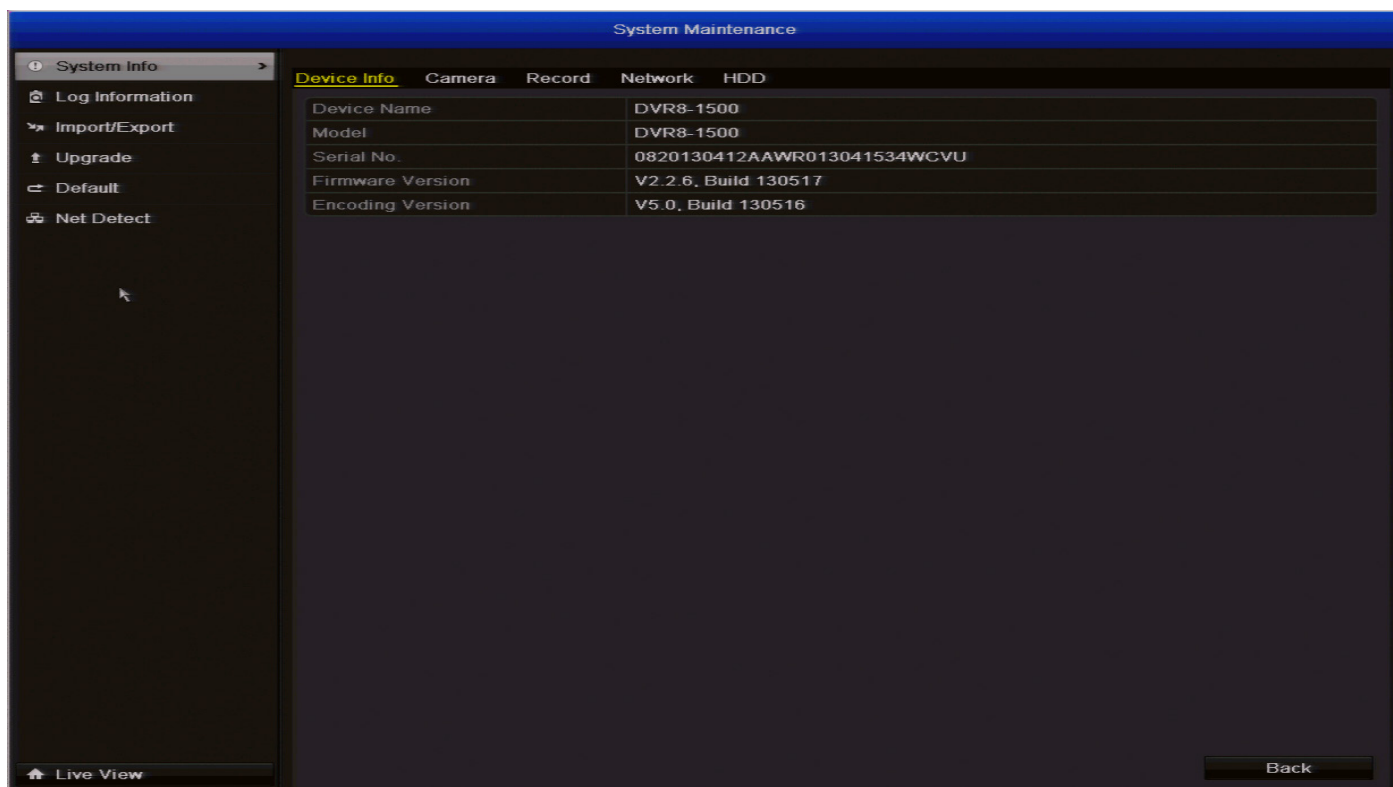 System Maintenance
System Info
Log Information
Import/Export
Upgrade
Default
Net Detect
Live View
Device Info Camera Record Network HDD
Device Name DVR8-1500
Model DVR8-1500
Serial No. 0820130412AAWR013041534WCVU
Firmware Version V2.2.6, Build 130517
Encoding Version V5.0, Build 130516
Back